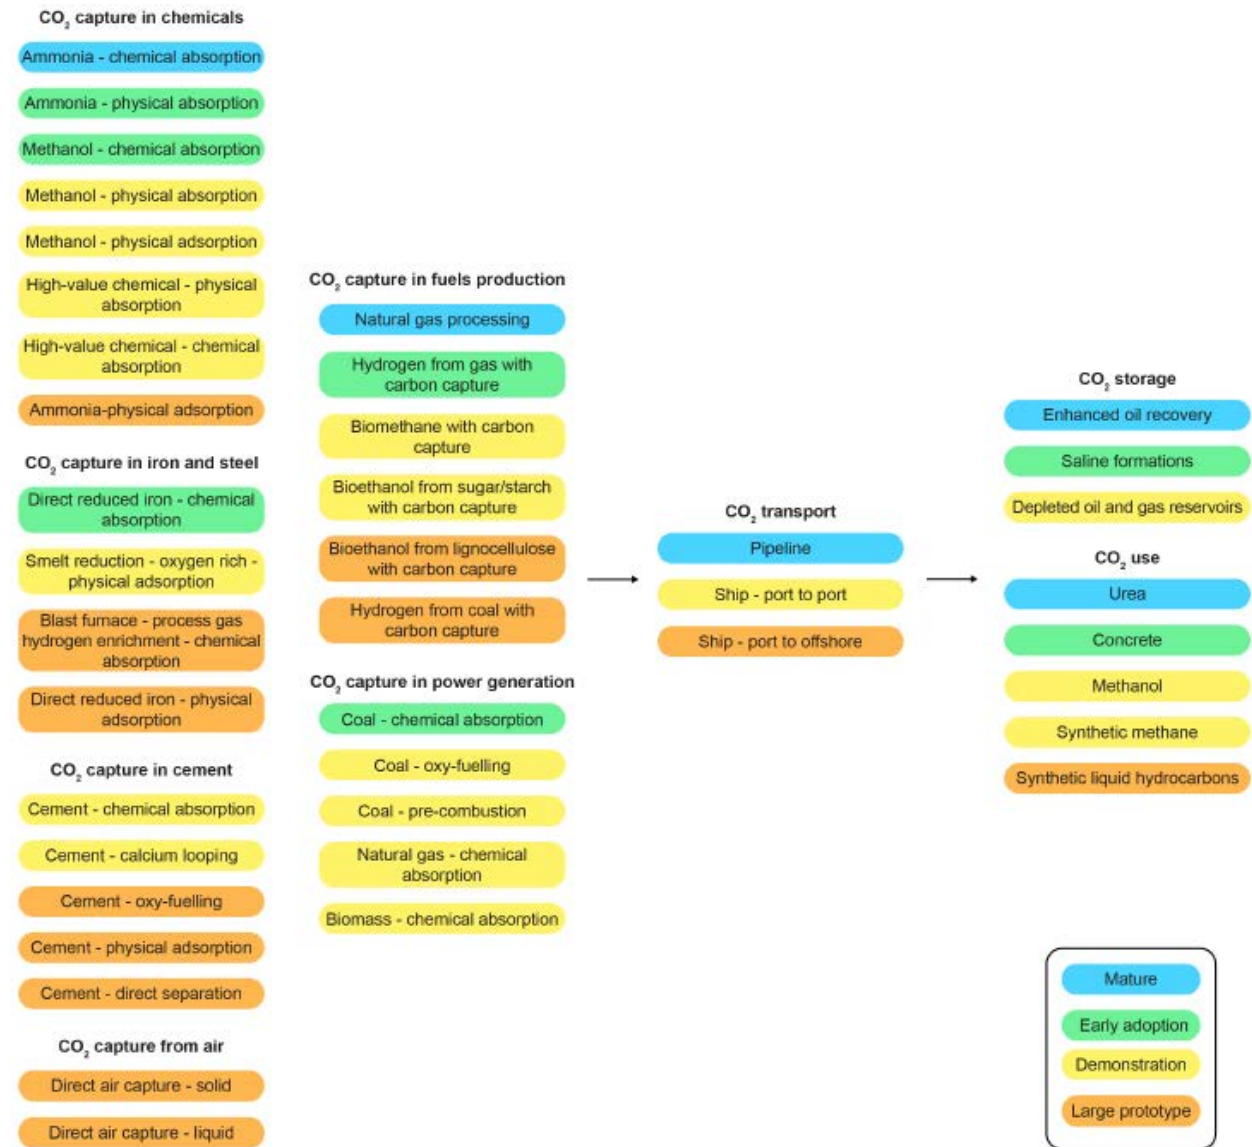 CO₂ capture in chemicals
Ammonia - chemical absorption
Ammonia - physical absorption
Methanol - chemical absorption
Methanol - physical absorption
Methanol - physical adsorption
High-value chemical - physical
absorption
High-value chemical - chemical
absorption
Ammonia-physical adsorption
CO₂ capture in iron and steel
Direct reduced iron - chemical
absorption
Smelt reduction - oxygen rich -
physical adsorption
Blast furnace - process gas
hydrogen enrichment - chemical
absorption
Direct reduced iron - physical
adsorption
CO₂ capture in cement
Cement - chemical absorption
Cement - calcium looping
Cement - oxy-fuelling
Cement - physical adsorption
Cement - direct separation
CO₂ capture from air
Direct air capture - solid
Direct air capture - liquid
CO₂ capture in fuels production
Natural gas processing
Hydrogen from gas with
carbon capture
Biomethane with carbon
capture
Bioethanol from sugar/starch
with carbon capture
Bioethanol from lignocellulose
with carbon capture
Hydrogen from coal with
carbon capture
CO₂ capture in power generation
Coal - chemical absorption
Coal - oxy-fuelling
Coal - pre-combustion
Natural gas - chemical
absorption
Biomass - chemical absorption
CO₂ transport
Pipeline
Ship - port to port
Ship - port to offshore
CO₂ storage
Enhanced oil recovery
Saline formations
Depleted oil and gas reservoirs
CO₂ use
Urea
Concrete
Methanol
Synthetic methane
Synthetic liquid hydrocarbons
Mature
Early adoption
Demonstration
Large prototype